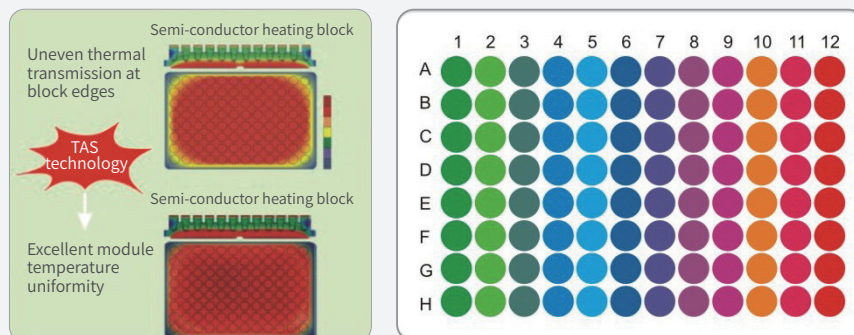 Semi-conductor heating block
Uneven thermal
transmission at
block edges
TAS
technology
Semi-conductor heating block
Excellent module
temperature
uniformity
1 2 3 4 5 6 7 8 9 10 11 12
A
B
C
D
E
F
G
H